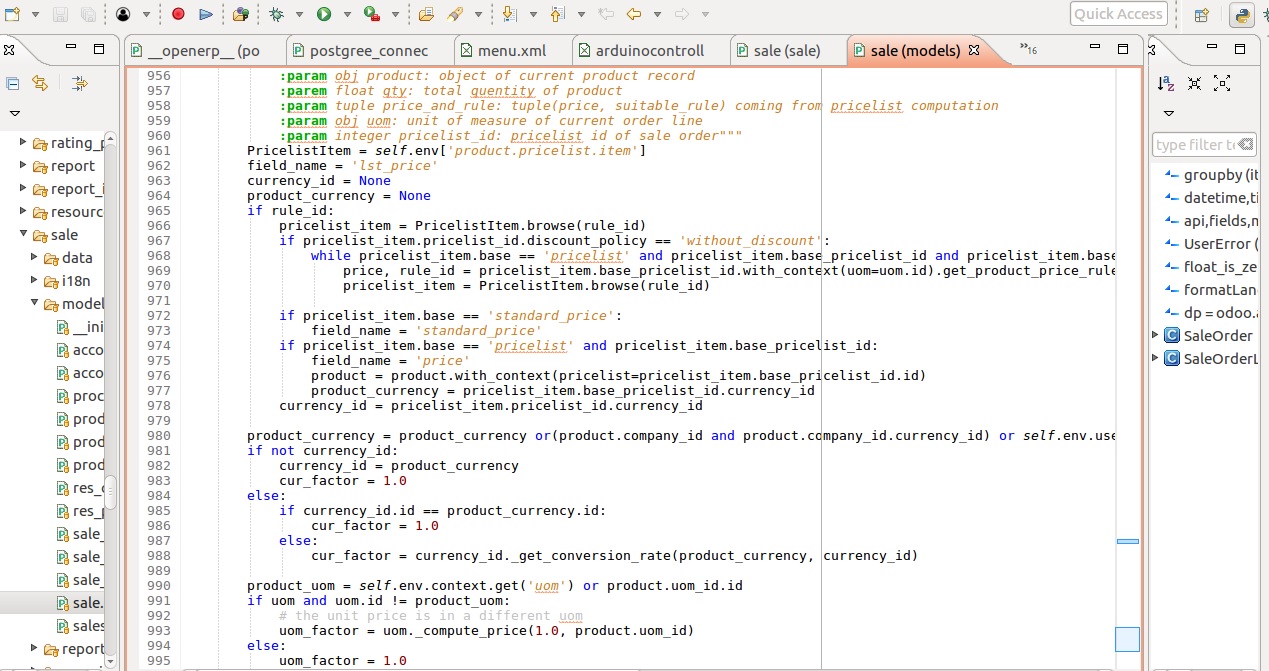 Quick Access
__openerp__ (po
postgree_connec
menu.xml
arduinocontroll
sale (sale)
sale (models)
»16
rating_p
report
report_i
resourc
sale
data
i18n
model
__ini
acco
acco
proc
prod
prod
prod
res_c
res_p
sale_
sale_
sale_
sale.
sales
report
956 :param obj product: object of current product record
957 :parem float qty: total quentity of product
958 :param tuple price_and_rule: tuple(price, suitable_rule) coming from pricelist computation
959 :param obj uom: unit of measure of current order line
960 :param integer pricelist_id: pricelist id of sale order"""
961 PricelistItem = self.env['product.pricelist.item']
962 field_name = 'lst_price'
963 currency_id = None
964 product_currency = None
965 if rule_id:
966 pricelist_item = PricelistItem.browse(rule_id)
967 if pricelist_item.pricelist_id.discount_policy == 'without_discount':
968 while pricelist_item.base == 'pricelist' and pricelist_item.base_pricelist_id and pricelist_item.base
969 price, rule_id = pricelist_item.base_pricelist_id.with_context(uom=uom.id).get_product_price_rule
970 pricelist_item = PricelistItem.browse(rule_id)
971
972 if pricelist_item.base == 'standard_price':
973 field_name = 'standard_price'
974 if pricelist_item.base == 'pricelist' and pricelist_item.base_pricelist_id:
975 field_name = 'price'
976 product = product.with_context(pricelist=pricelist_item.base_pricelist_id.id)
977 product_currency = pricelist_item.base_pricelist_id.currency_id
978 currency_id = pricelist_item.pricelist_id.currency_id
979
980 product_currency = product_currency or(product.company_id and product.company_id.currency_id) or self.env.use
981 if not currency_id:
982 currency_id = product_currency
983 cur_factor = 1.0
984 else:
985 if currency_id.id == product_currency.id:
986 cur_factor = 1.0
987 else:
988 cur_factor = currency_id._get_conversion_rate(product_currency, currency_id)
989
990 product_uom = self.env.context.get('uom') or product.uom_id.id
991 if uom and uom.id != product_uom:
992 # the unit price is in a different uom
993 uom_factor = uom._compute_price(1.0, product.uom_id)
994 else:
995 uom_factor = 1.0
type filter te
groupby (it
datetime,ti
api,fields,m
UserError (
float_is_ze
formatLan
dp = odoo.a
SaleOrder
SaleOrderL